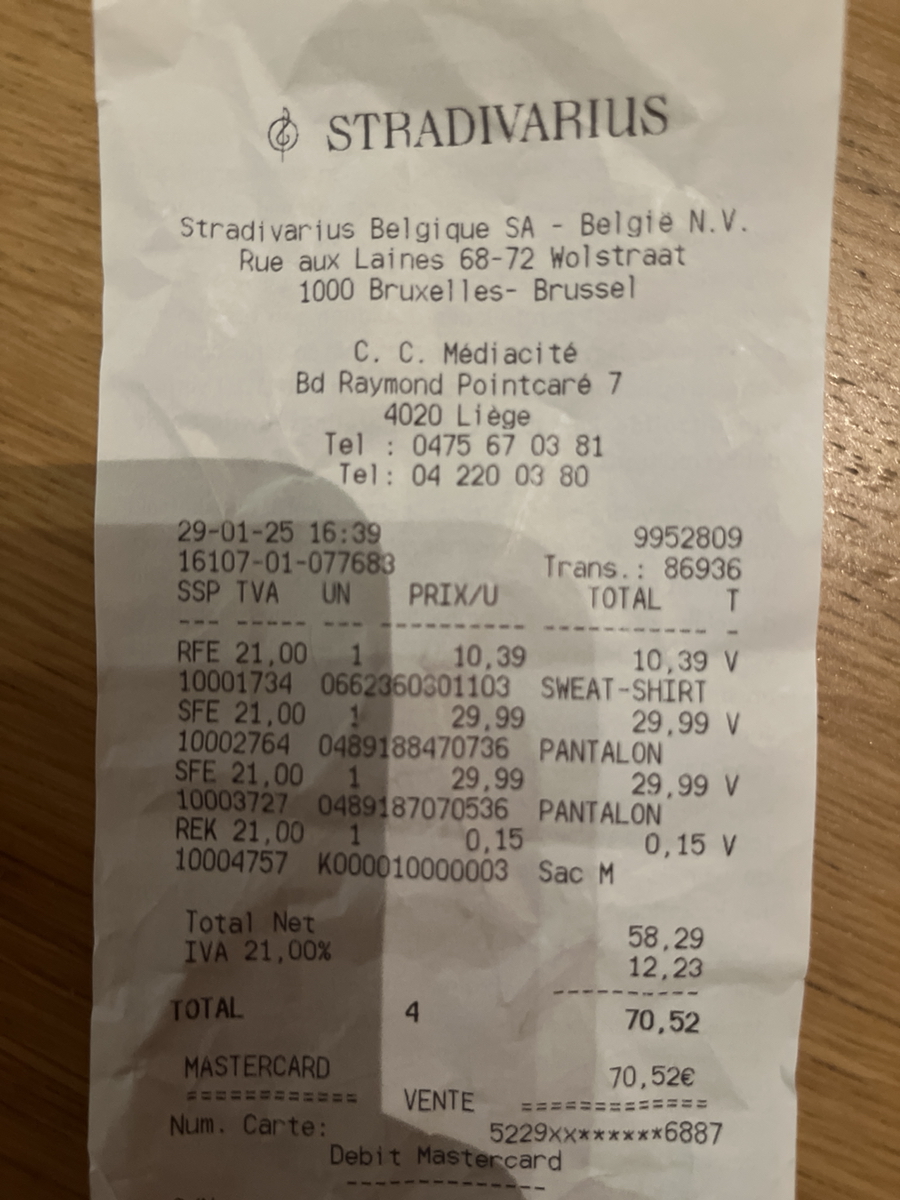 STRADIVARIUS
Stradivarius Belgique SA - België N.V.
Rue aux Laines 68-72 Wolstraat
1000 Bruxelles- Brussel
C. C. Médiacité
Bd Raymond Pointcaré 7
4020 Liège
Tel : 0475 67 03 81
Tel: 04 220 03 80
29-01-25 16:39 9952809
16107-01-077683 Trans.: 86936
SSP TVA UN PRIX/U TOTAL T
--- ----- --- ---------- ----------- -
RFE 21,00 1 10,39 10,39 V
10001734 0662360801103 SWEAT-SHIRT
SFE 21,00 1 29,99 29,99 V
10002764 0489188470736 PANTALON
SFE 21,00 1 29,99 29,99 V
10003727 0489187070536 PANTALON
REK 21,00 1 0,15 0,15 V
10004757 K000010000003 Sac M
Total Net 58,29
IVA 21,00% 12,23
----------
TOTAL 4 70,52
MASTERCARD 70,52€
============ VENTE =============
Num. Carte: 5229xx******6887
Debit Mastercard
--------------